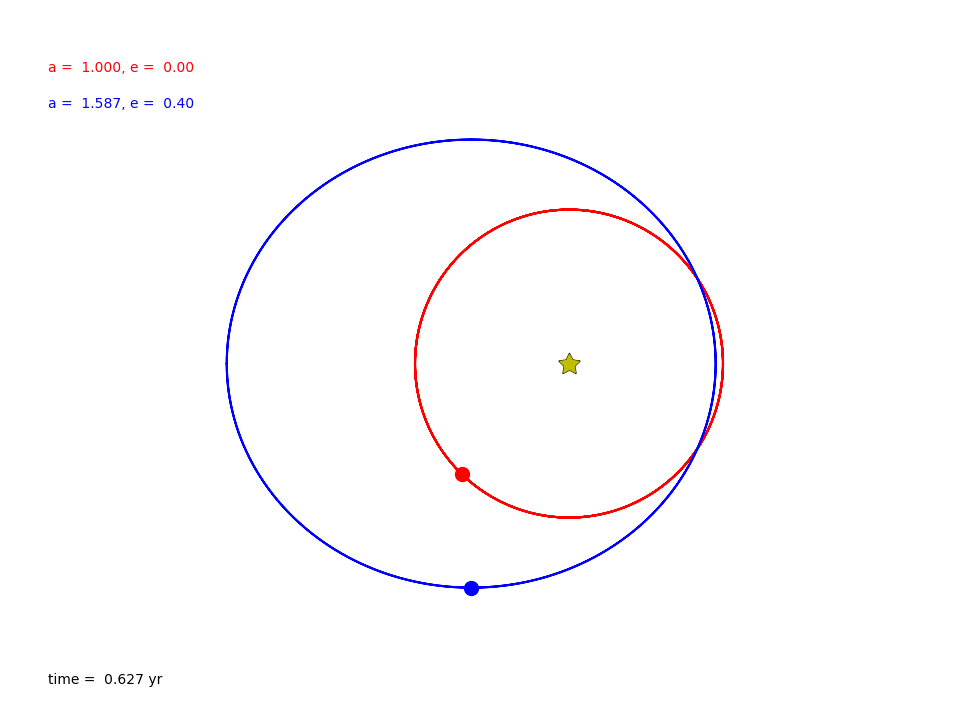 a =  1.000, e =  0.00
a =  1.587, e =  0.40
time =  0.627 yr